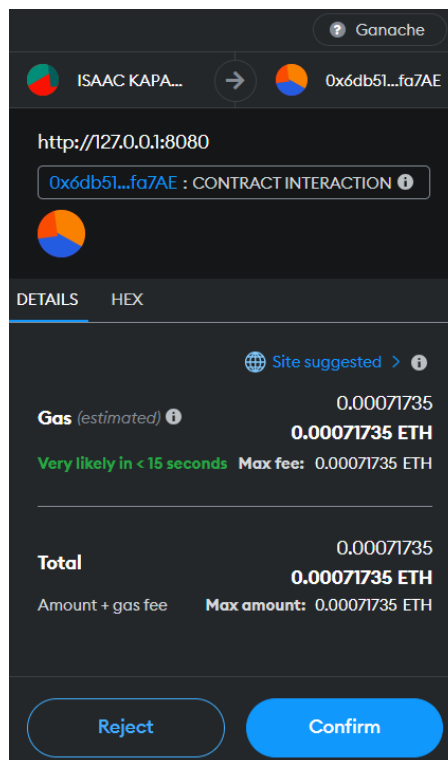 Ganache
ISAAC KAPA... 0x6db51...fa7AE
http://127.0.0.1:8080
0x6db51...fa7AE : CONTRACT INTERACTION
DETAILS HEX
Site suggested >
0.00071735
Gas (estimated) 0.00071735 ETH
Very likely in < 15 seconds Max fee: 0.00071735 ETH
0.00071735
Total 0.00071735 ETH
Amount + gas fee Max amount: 0.00071735 ETH
Reject Confirm